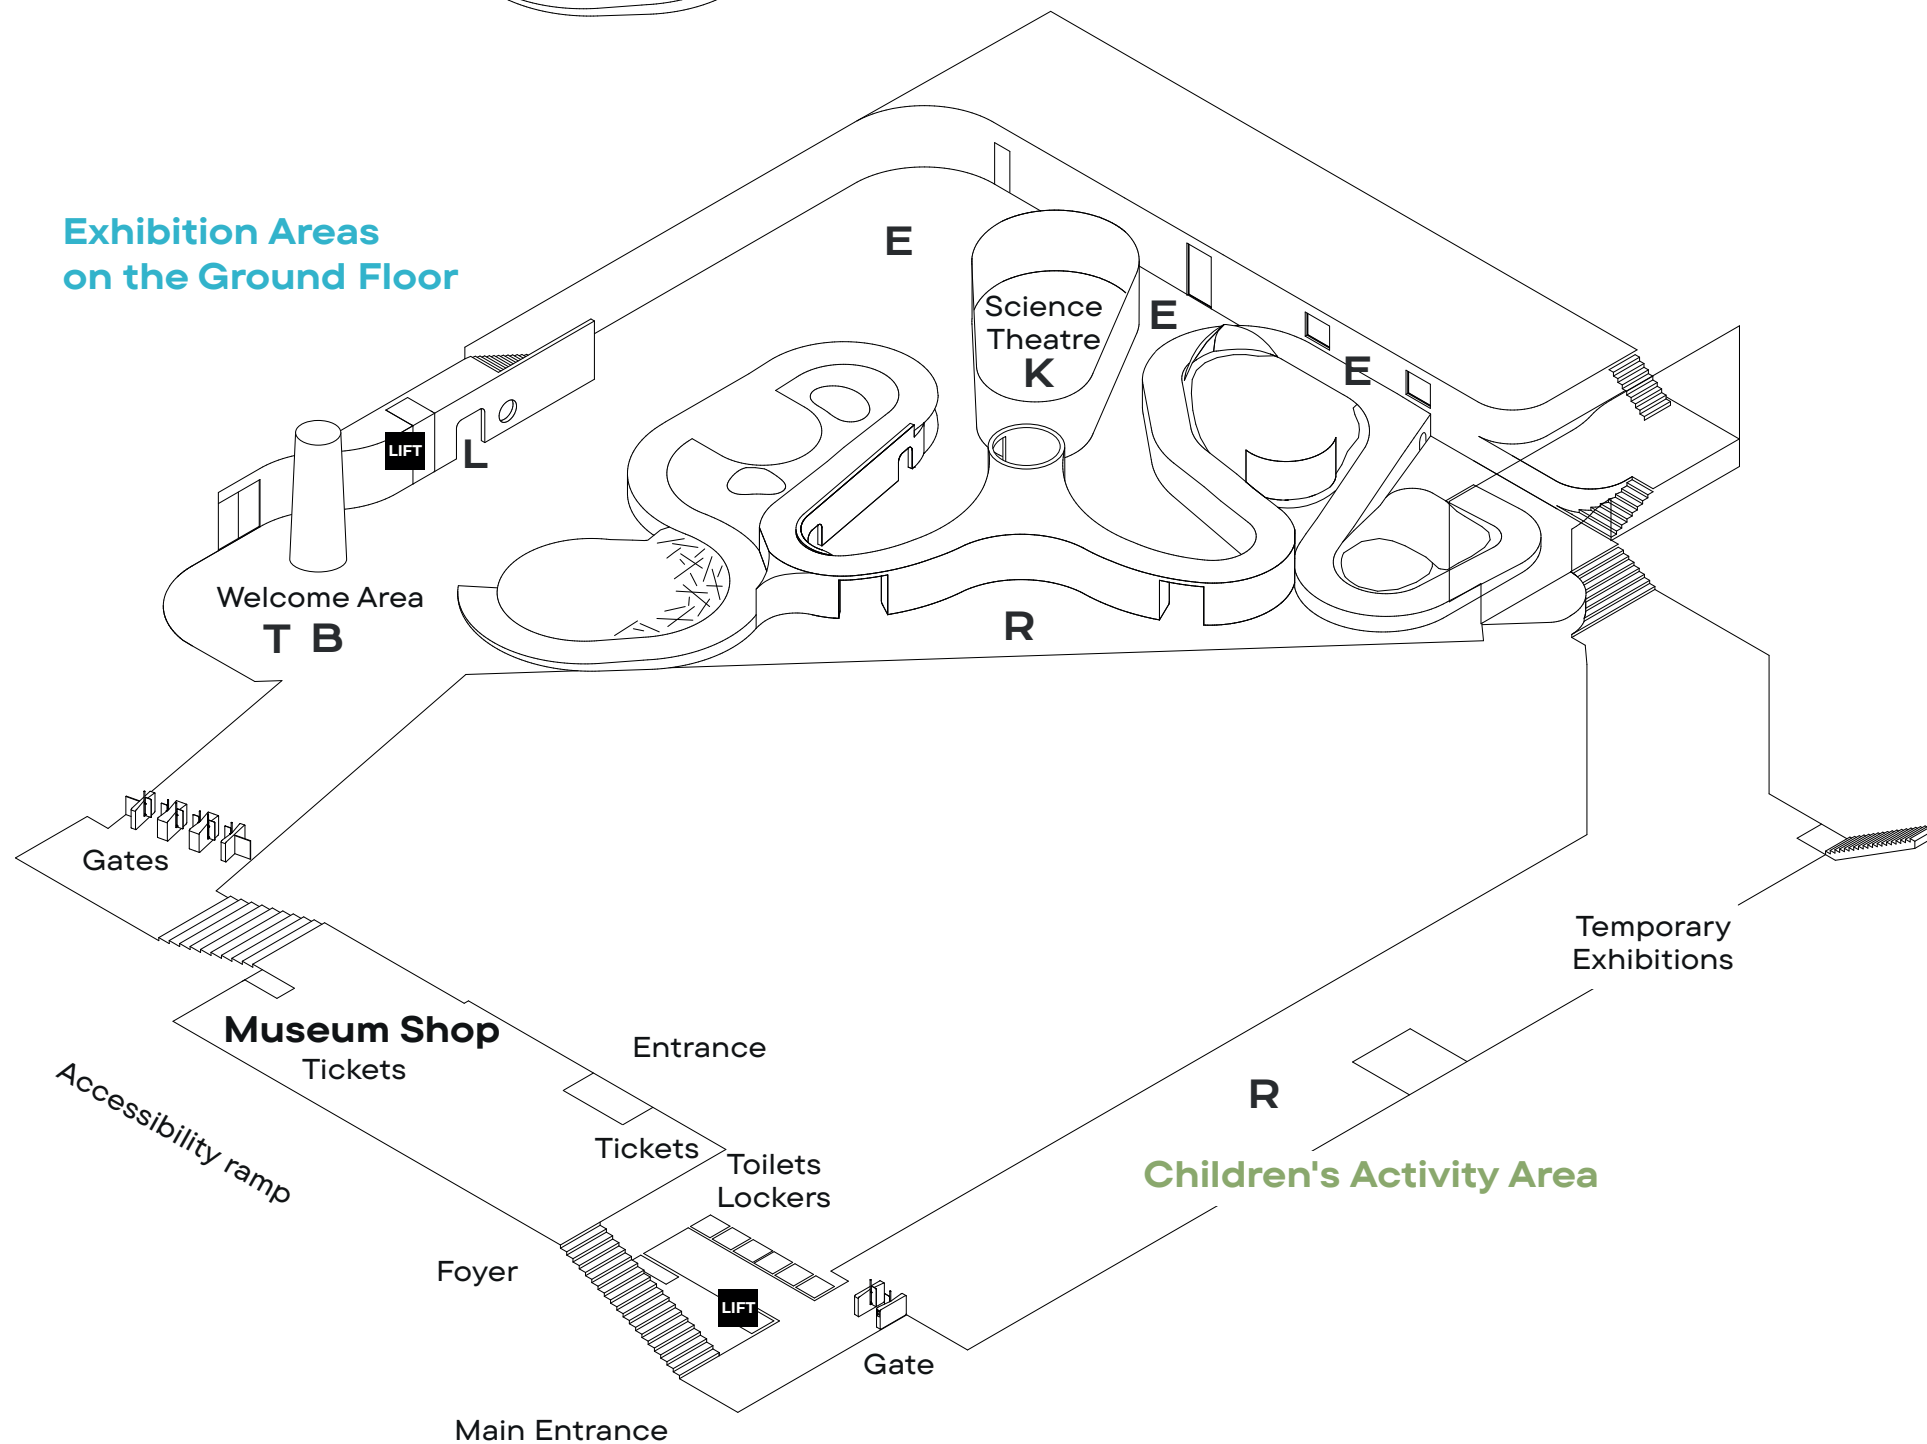 Exhibition Areas
on the Ground Floor
E
E
E
Science
Theatre
K
LIFT
L
Welcome Area
T B
R
Gates
Museum Shop
Tickets
Entrance
Accessibility ramp
Tickets
Toilets
Lockers
Foyer
LIFT
Gate
Main Entrance
Temporary
Exhibitions
R
Children's Activity Area